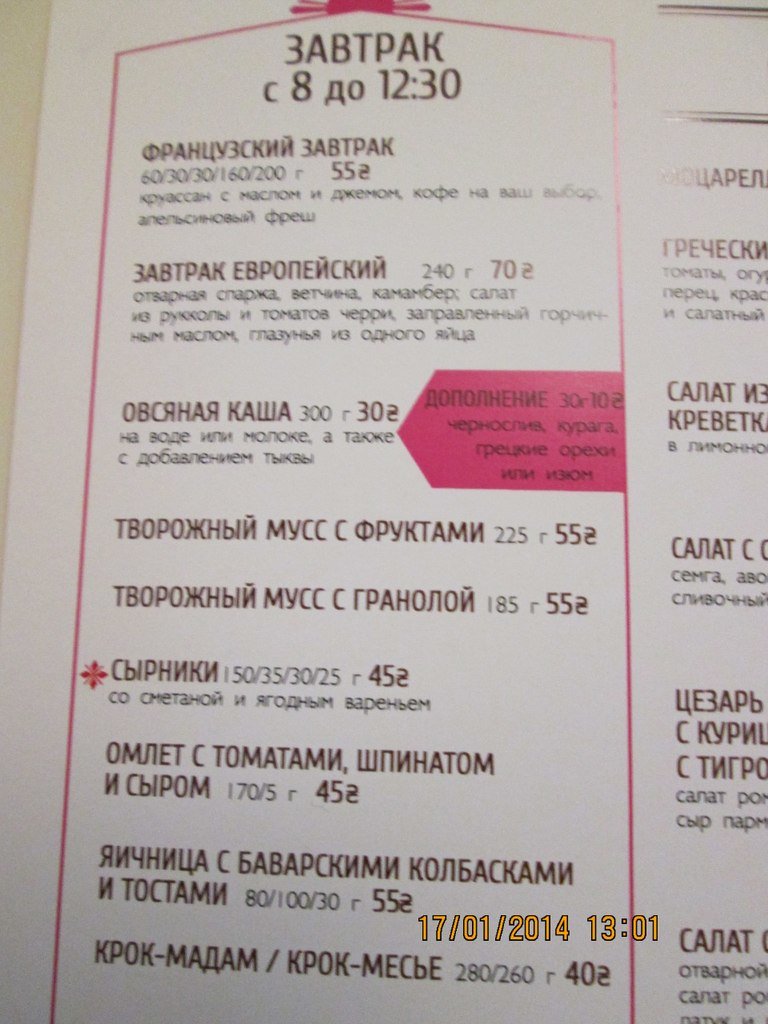 ЗАВТРАК
с 8 до 12:30
ФРАНЦУЗСКИЙ ЗАВТРАК
60/30/30/160/200 г 55₴
круассан с маслом и джемом, кофе на ваш выбор,
апельсиновый фреш
ЗАВТРАК ЕВРОПЕЙСКИЙ 240 г 70₴
отварная спаржа, ветчина, камамбер; салат
из рукколы и томатов черри, заправленный горчич-
ным маслом, глазунья из одного яйца
ОВСЯНАЯ КАША 300 г 30₴
на воде или молоке, а также
с добавлением тыквы
ДОПОЛНЕНИЕ 30г-10₴
чернослив, курага,
грецкие орехи
или изюм
ТВОРОЖНЫЙ МУСС С ФРУКТАМИ 225 г 55₴
ТВОРОЖНЫЙ МУСС С ГРАНОЛОЙ 185 г 55₴
СЫРНИКИ 150/35/30/25 г 45₴
со сметаной и ягодным вареньем
ОМЛЕТ С ТОМАТАМИ, ШПИНАТОМ
И СЫРОМ 170/5 г 45₴
ЯИЧНИЦА С БАВАРСКИМИ КОЛБАСКАМИ
И ТОСТАМИ 80/100/30 г 55₴
КРОК-МАДАМ / КРОК-МЕСЬЕ 280/260 г 40₴
17/01/2014 13:01
ГРЕЧЕСКИ
томаты, огур
перец, крас
и салатный
САЛАТ ИЗ
КРЕВЕТК
в лимонно
САЛАТ С
семга, аво
сливочный
ЦЕЗАРЬ
С КУРИЦ
С ТИГРО
салат ром
сыр парм
САЛАТ
отварной
салат ро
латук и